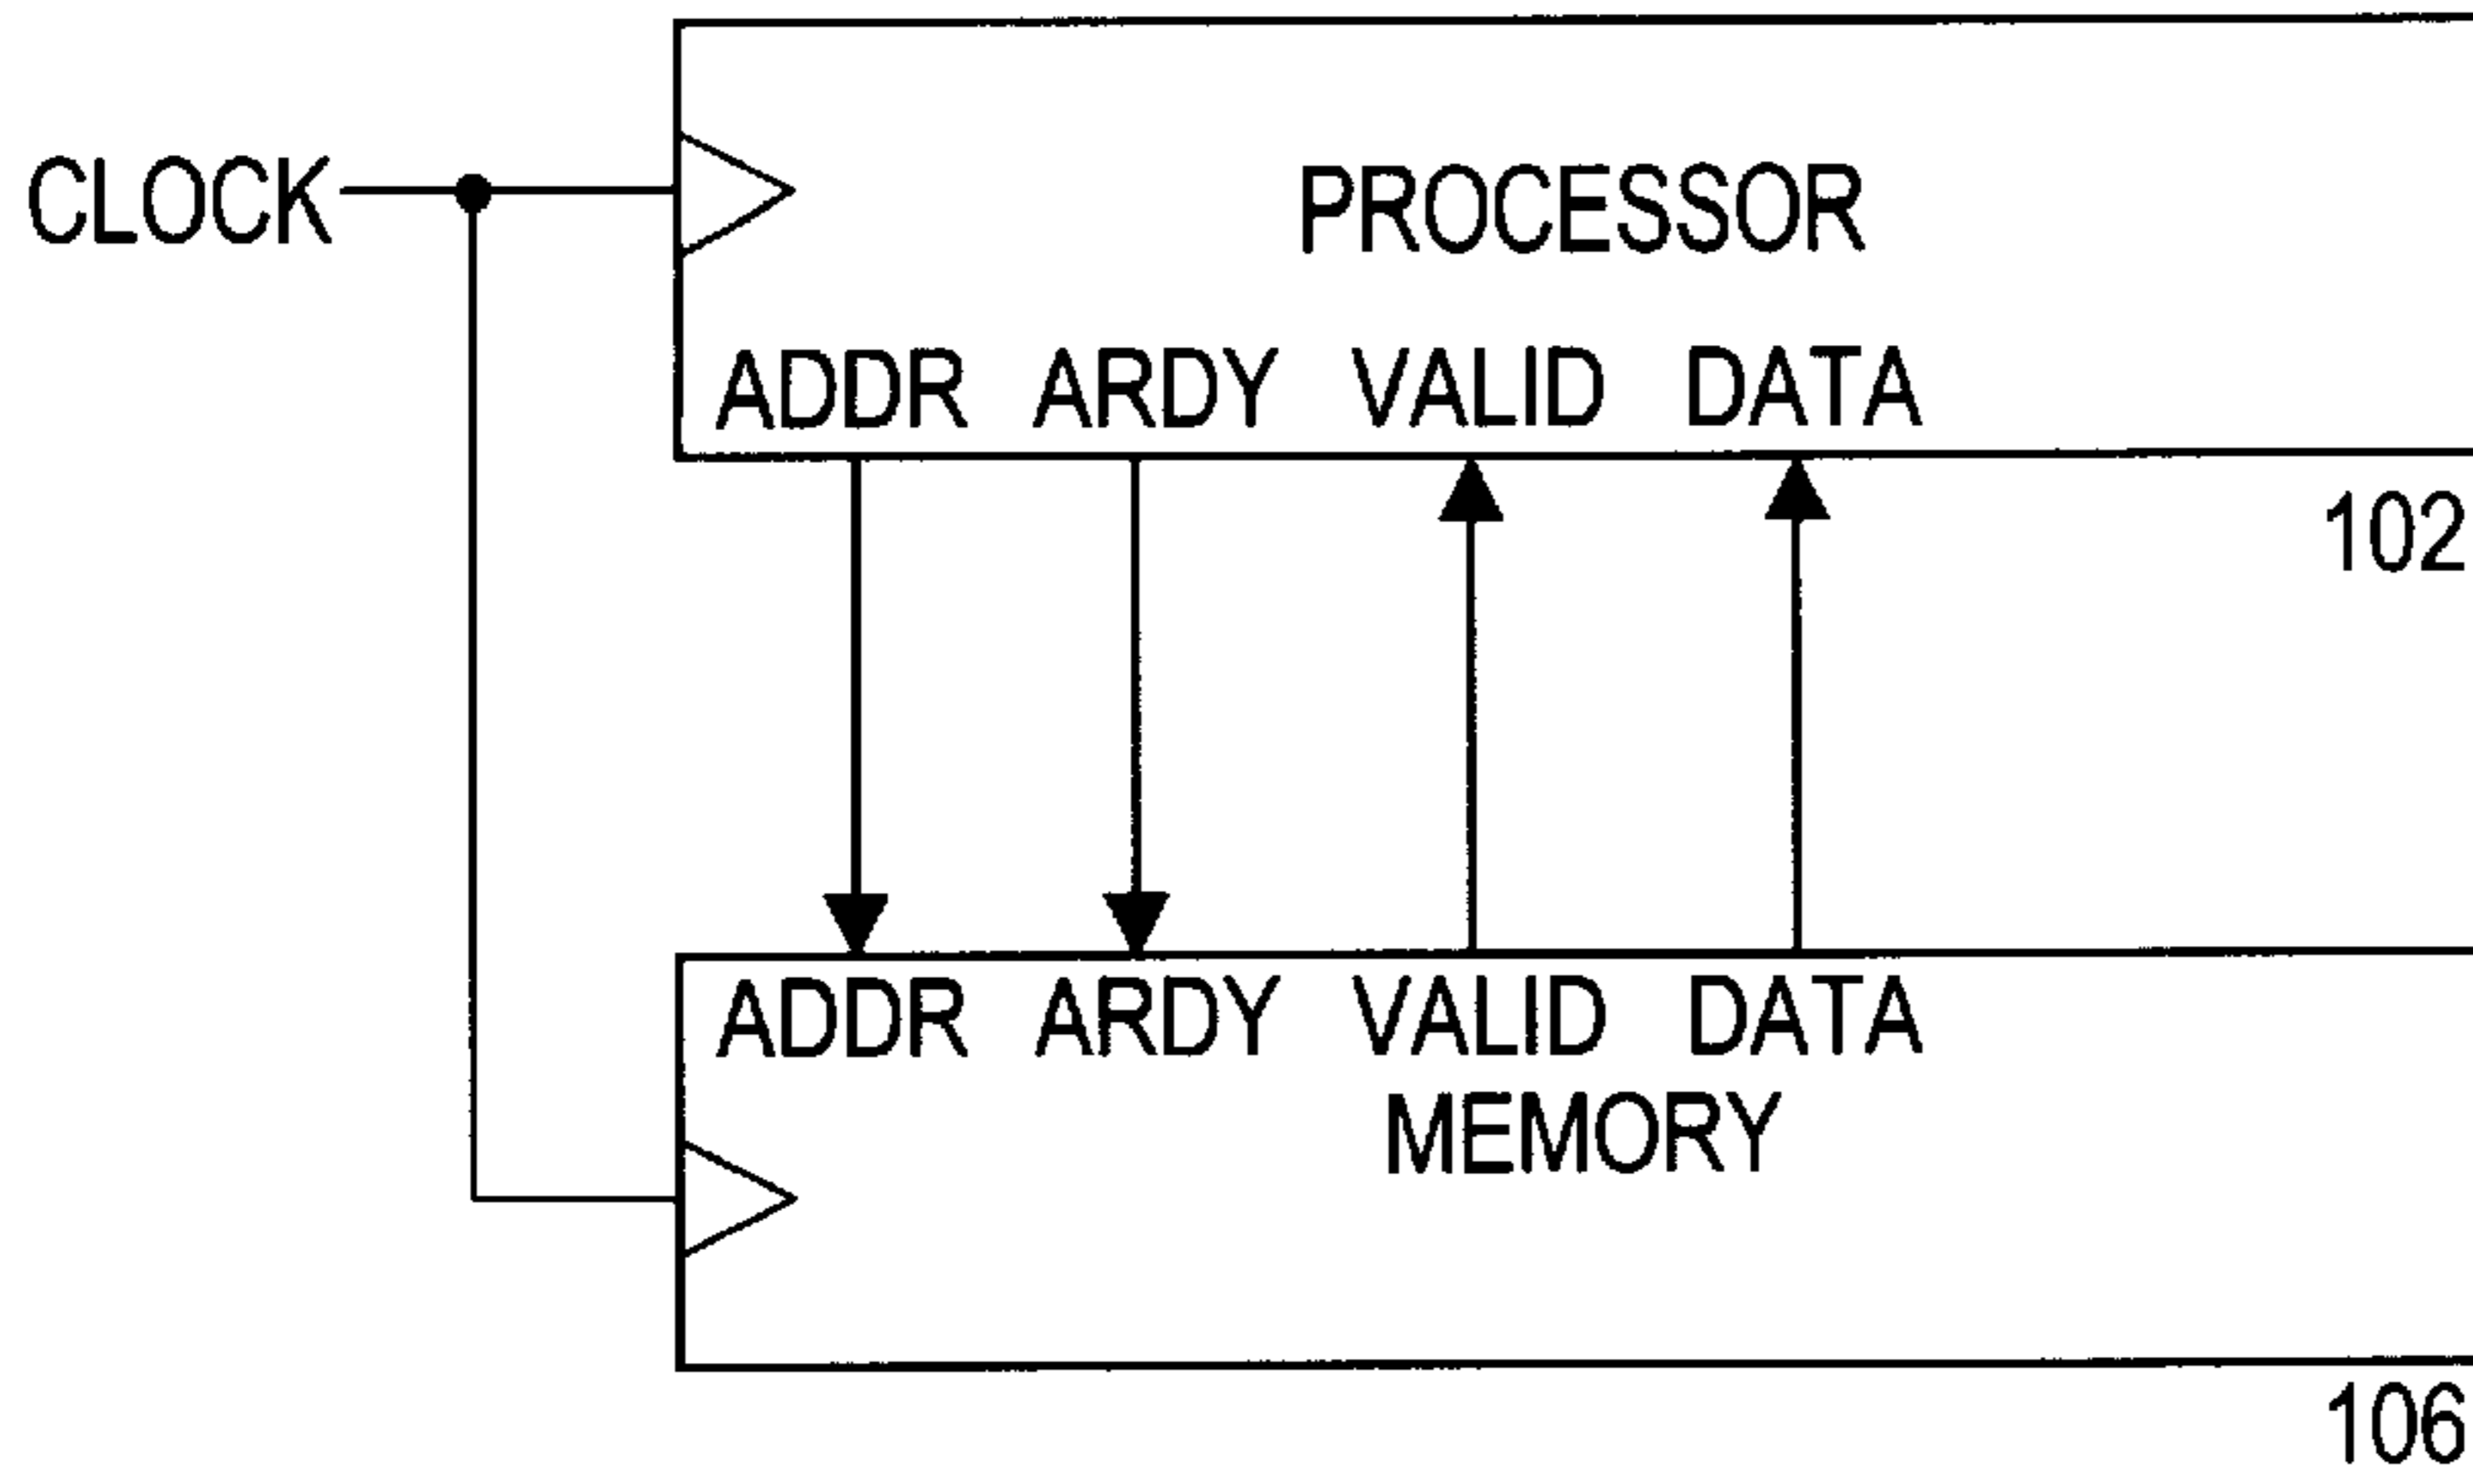 CLOCK
PROCESSOR
ADDR ARDY VALID DATA
102
ADDR ARDY VALID DATA
MEMORY
106